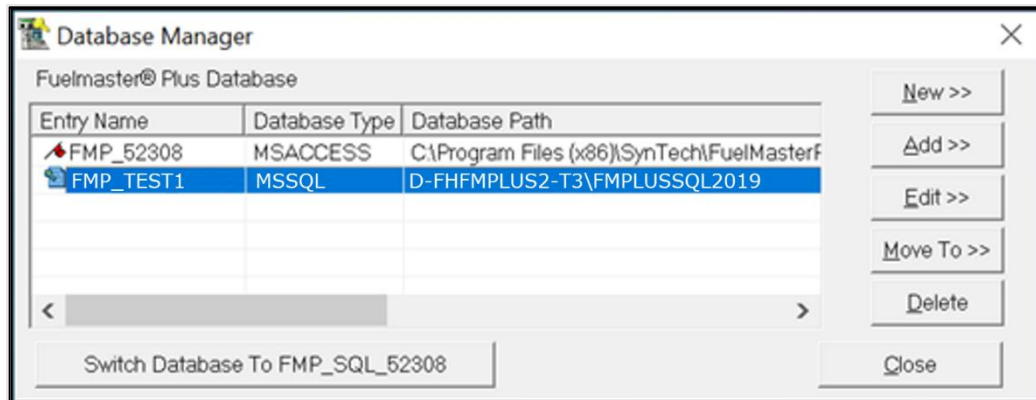 Database Manager
Fuelmaster® Plus Database
New >>
Entry Name Database Type Database Path
Add >>
FMP_52308 MSACCESS C:\Program Files (x86)\SynTech\FuelMasterF
FMP_TEST1 MSSQL D-FHFMPLUS2-T3\FMPLUSSQL2019
Edit >>
Move To >>
Delete
Switch Database To FMP_SQL_52308
Close